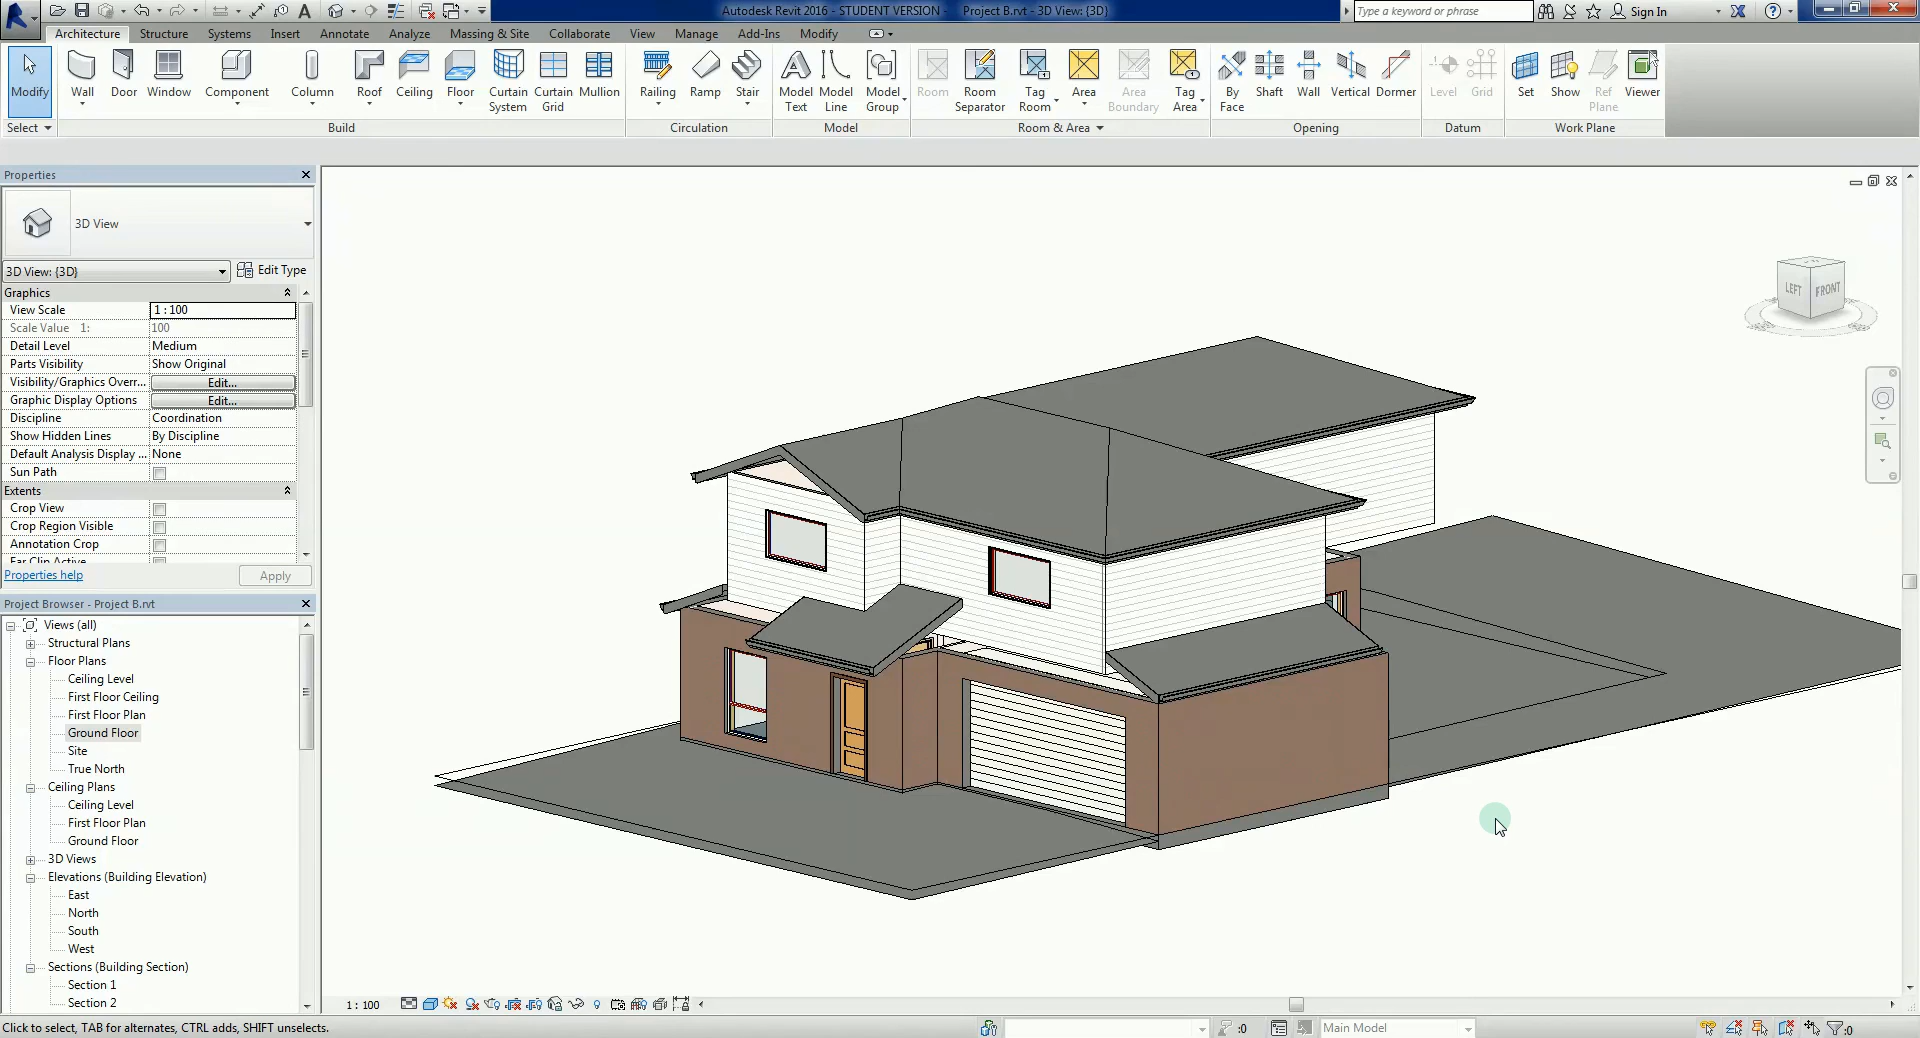 Autodesk Revit 2016 - STUDENT VERSION - Project B.rvt - 3D View: {3D}
Type a keyword or phrase
Sign In
Architecture Structure Systems Insert Annotate Analyze Massing & Site Collaborate View Manage Add-Ins Modify
Modify Wall Door Window Component Column Roof Ceiling Floor Curtain System Curtain Grid Mullion Railing Ramp Stair Model Text Model Line Model Group Room Room Separator Tag Room Area Area Boundary Tag Area By Face Shaft Wall Vertical Dormer Level Grid Set Show Ref Plane Viewer
Select Build Circulation Model Room & Area Opening Datum Work Plane
Properties
3D View
3D View: {3D} Edit Type
Graphics
View Scale 1 : 100
Scale Value 1: 100
Detail Level Medium
Parts Visibility Show Original
Visibility/Graphics Overr... Edit...
Graphic Display Options Edit...
Discipline Coordination
Show Hidden Lines By Discipline
Default Analysis Display ... None
Sun Path
Extents
Crop View
Crop Region Visible
Annotation Crop
Far Clip Active
Properties help Apply
LEFT FRONT
Project Browser - Project B.rvt
Views (all)
Structural Plans
Floor Plans
Ceiling Level
First Floor Ceiling
First Floor Plan
Ground Floor
Site
True North
Ceiling Plans
Ceiling Level
First Floor Plan
Ground Floor
3D Views
Elevations (Building Elevation)
East
North
South
West
Sections (Building Section)
Section 1
Section 2
1 : 100
Click to select, TAB for alternates, CTRL adds, SHIFT unselects.
:0
Main Model
:0